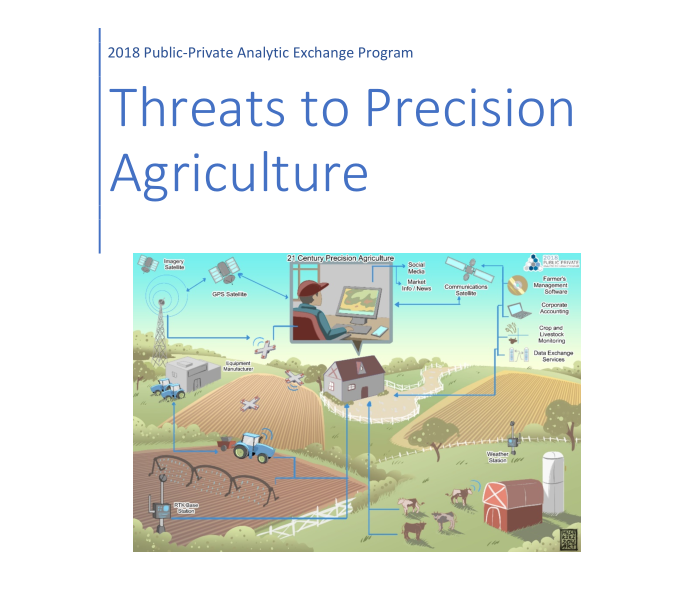 2018 Public-Private Analytic Exchange Program
Threats to Precision
Agriculture
21 Century Precision Agriculture
Imagery
Satellite
GPS Satellite
Social
Media
Market
Info / News
Communications
Satellite
2018
PUBLIC PRIVATE
Farmer's
Management
Software
Corporate
Accounting
Crop and
Livestock
Monitoring
Data Exchange
Services
Equipment
Manufacturer
Weather
Station
RTK Base
Station